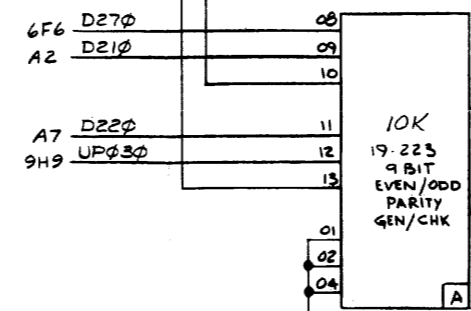 6F6 D27Ø 08
A2 D21Ø 09
10
A7 D22Ø 11
9H9 UPØ3Ø 12
13
01
02
04
10K
19-223
9 BIT
EVEN/ODD
PARITY
GEN/CHK
A